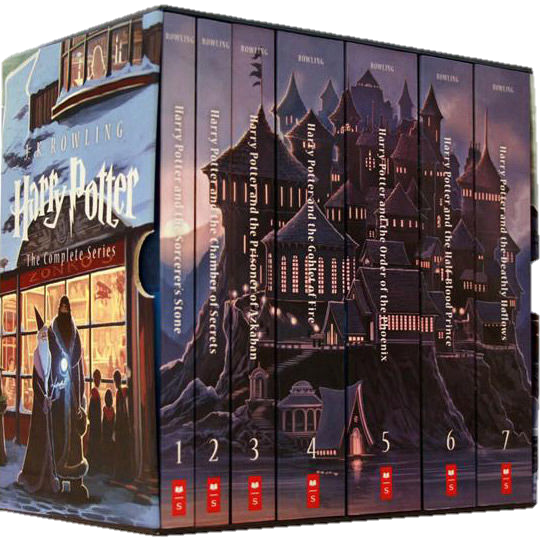 J.K. ROWLING
Harry Potter
The Complete Series
ZONKO'S
ROWLING
Harry Potter and the Sorcerer's Stone
1
S
ROWLING
Harry Potter and the Chamber of Secrets
2
S
ROWLING
Harry Potter and the Prisoner of Azkaban
3
S
ROWLING
Harry Potter and the Goblet of Fire
4
S
ROWLING
Harry Potter and the Order of the Phoenix
5
S
ROWLING
Harry Potter and the Half-Blood Prince
6
S
ROWLING
Harry Potter and the Deathly Hallows
7
S